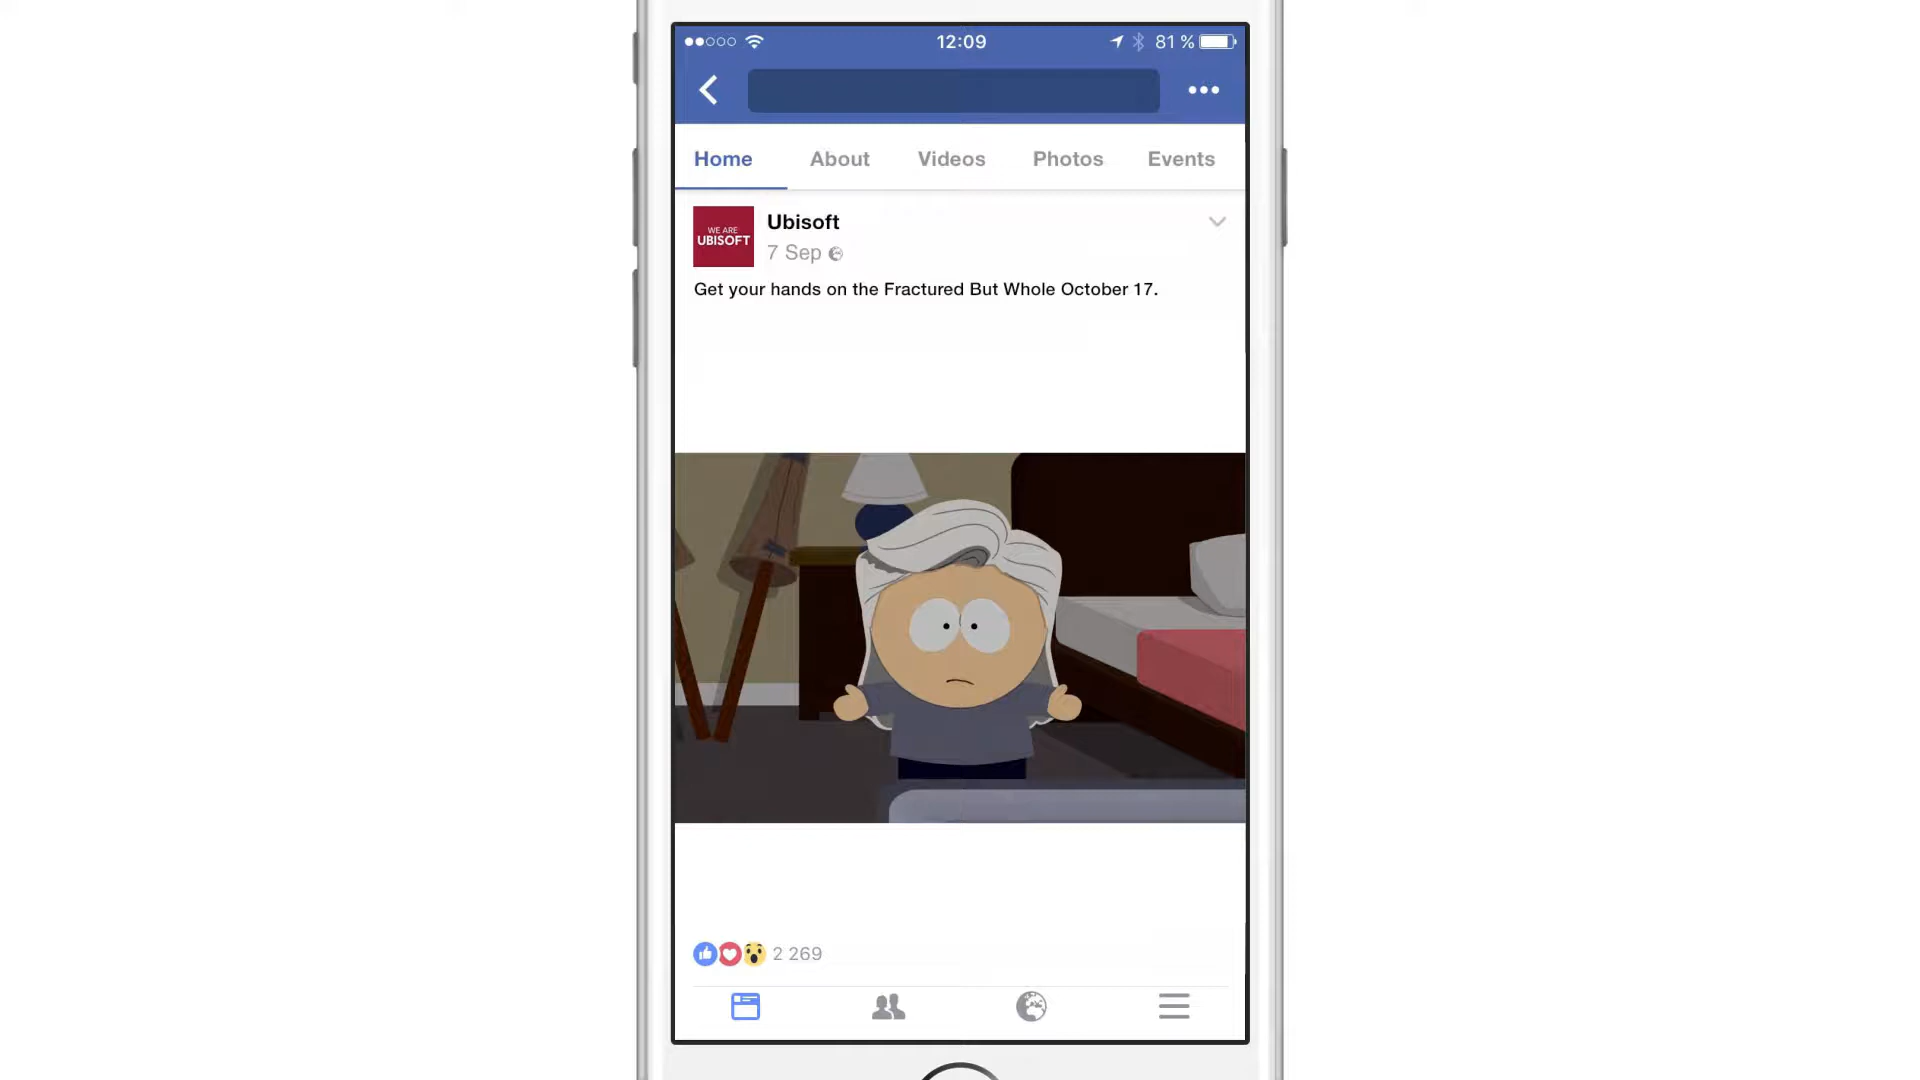 12:09
81 %
Home About Videos Photos Events
WE ARE
UBISOFT
Ubisoft
7 Sep
Get your hands on the Fractured But Whole October 17.
2 269